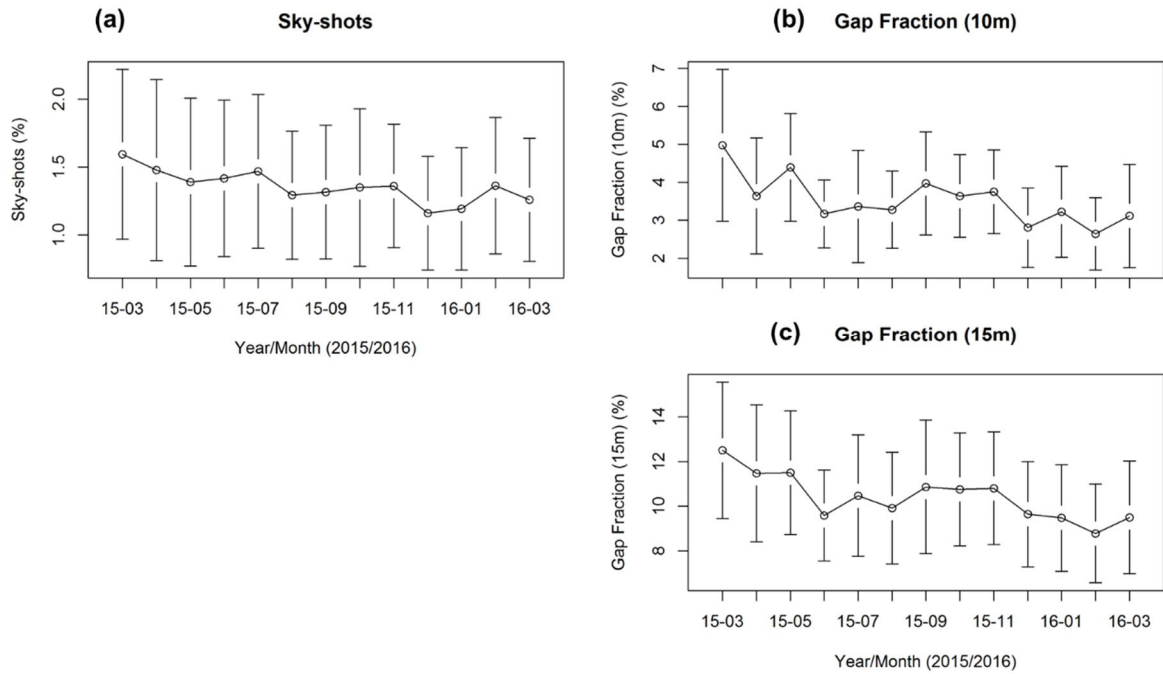 (a) Sky-shots
Sky-shots (%)
2.0
1.5
1.0
15-03 15-05 15-07 15-09 15-11 16-01 16-03
Year/Month (2015/2016)
(b) Gap Fraction (10m)
Gap Fraction (10m) (%)
7
6
5
4
3
2
(c) Gap Fraction (15m)
Gap Fraction (15m) (%)
14
12
10
8
15-03 15-05 15-07 15-09 15-11 16-01 16-03
Year/Month (2015/2016)